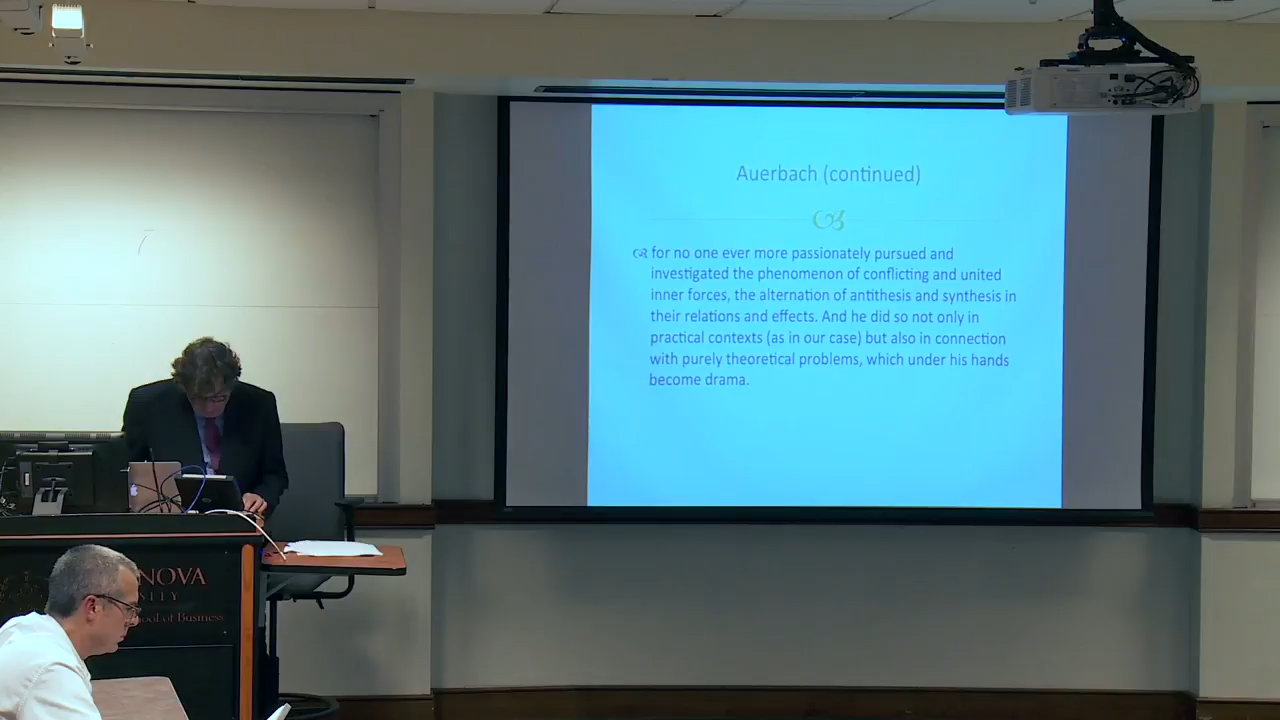 Auerbach (continued)
for no one ever more passionately pursued and
investigated the phenomenon of conflicting and united
inner forces, the alternation of antithesis and synthesis in
their relations and effects. And he did so not only in
practical contexts (as in our case) but also in connection
with purely theoretical problems, which under his hands
become drama.
NOVA
SITY
ool of Business